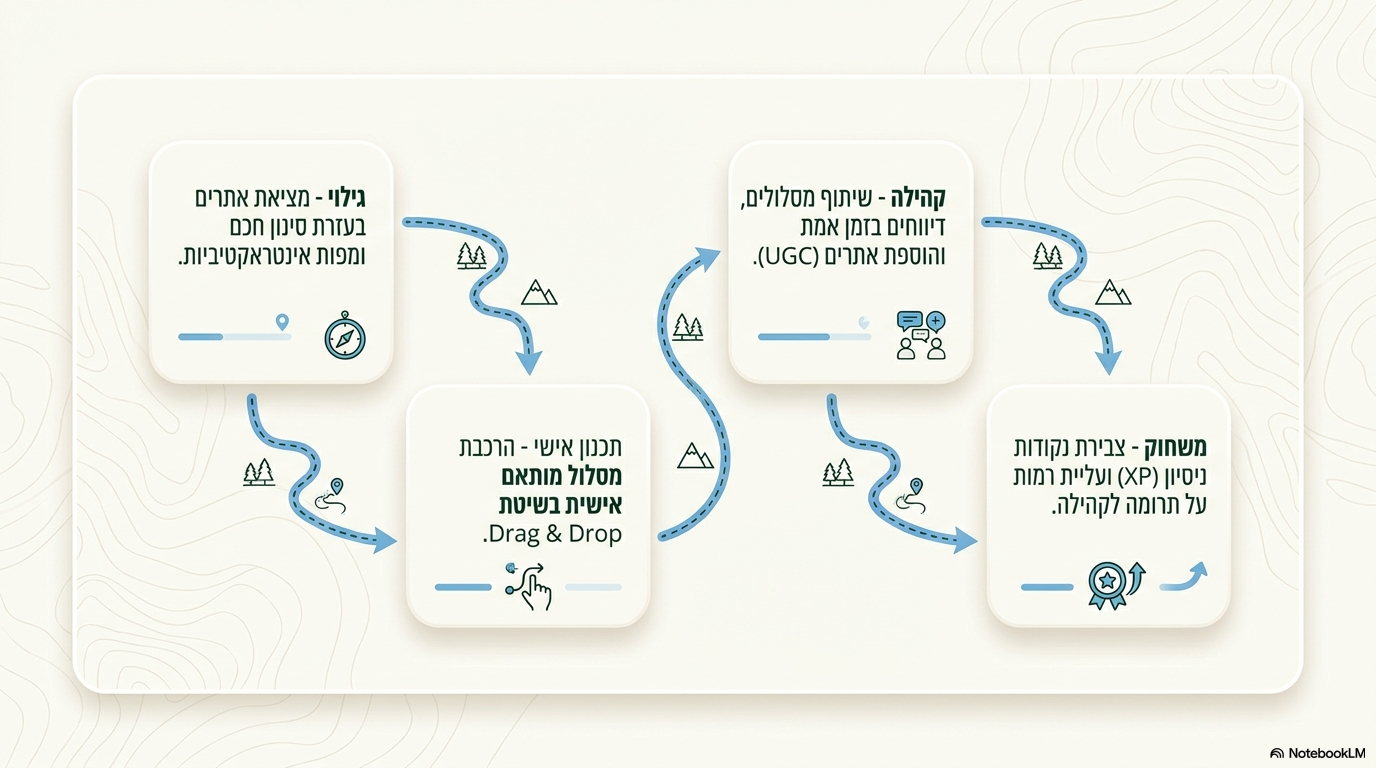 גילוי - מציאת אתרים
בעזרת סינון חכם
ומפות אינטראקטיביות.
תכנון אישי - הרכבת
מסלול מותאם
אישית בשיטת
Drag & Drop.
קהילה - שיתוף מסלולים,
דיווחים בזמן אמת
והוספת אתרים (UGC).
משחוק - צבירת נקודות
ניסיון (XP) ועליית רמות
על תרומה לקהילה.
NotebookLM